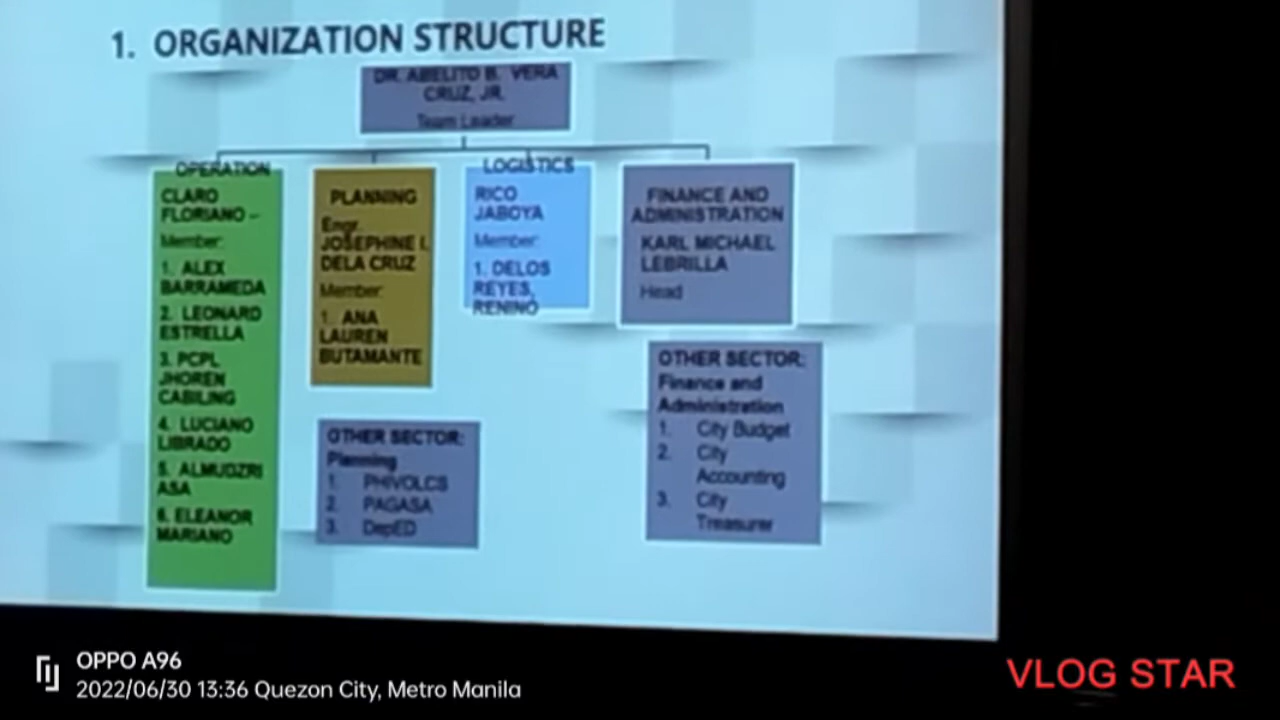 1. ORGANIZATION STRUCTURE
DR. ABELITO B. VERA
CRUZ, JR.
Team Leader
OPERATION
CLARO
FLORIANO –
Member:
1. ALEX
BARRAMEDA
2. LEONARD
ESTRELLA
3. PCPL
JHOREN
CABILING
4. LUCIANO
LIBRADO
5. ALMUDZRI
ASA
6. ELEANOR
MARIANO
PLANNING
Engr.
JOSEPHINE I.
DELA CRUZ
Member:
1. ANA
LAUREN
BUTAMANTE
OTHER SECTOR:
Planning
1. PHIVOLCS
2. PAGASA
3. DepED
LOGISTICS
RICO
JABOYA
Member:
1. DELOS
REYES,
RENINO
FINANCE AND
ADMINISTRATION
KARL MICHAEL
LEBRILLA
Head
OTHER SECTOR:
Finance and
Administration
1. City Budget
2. City
Accounting
3. City
Treasurer
OPPO A96
2022/06/30 13:36 Quezon City, Metro Manila
VLOG STAR